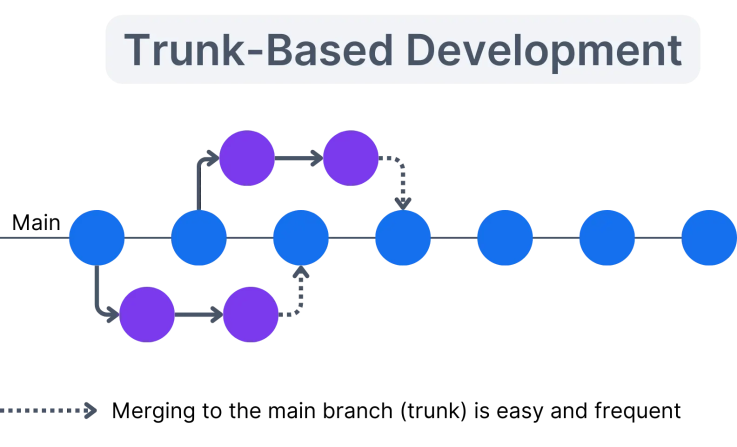 Trunk-Based Development
Main
Merging to the main branch (trunk) is easy and frequent